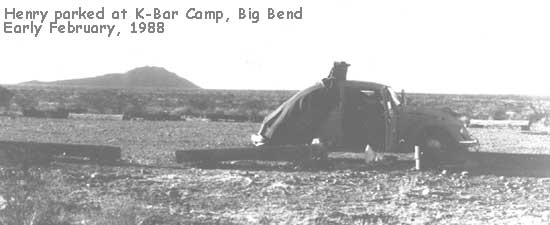 Henry parked at K-Bar Camp, Big Bend
Early February, 1988